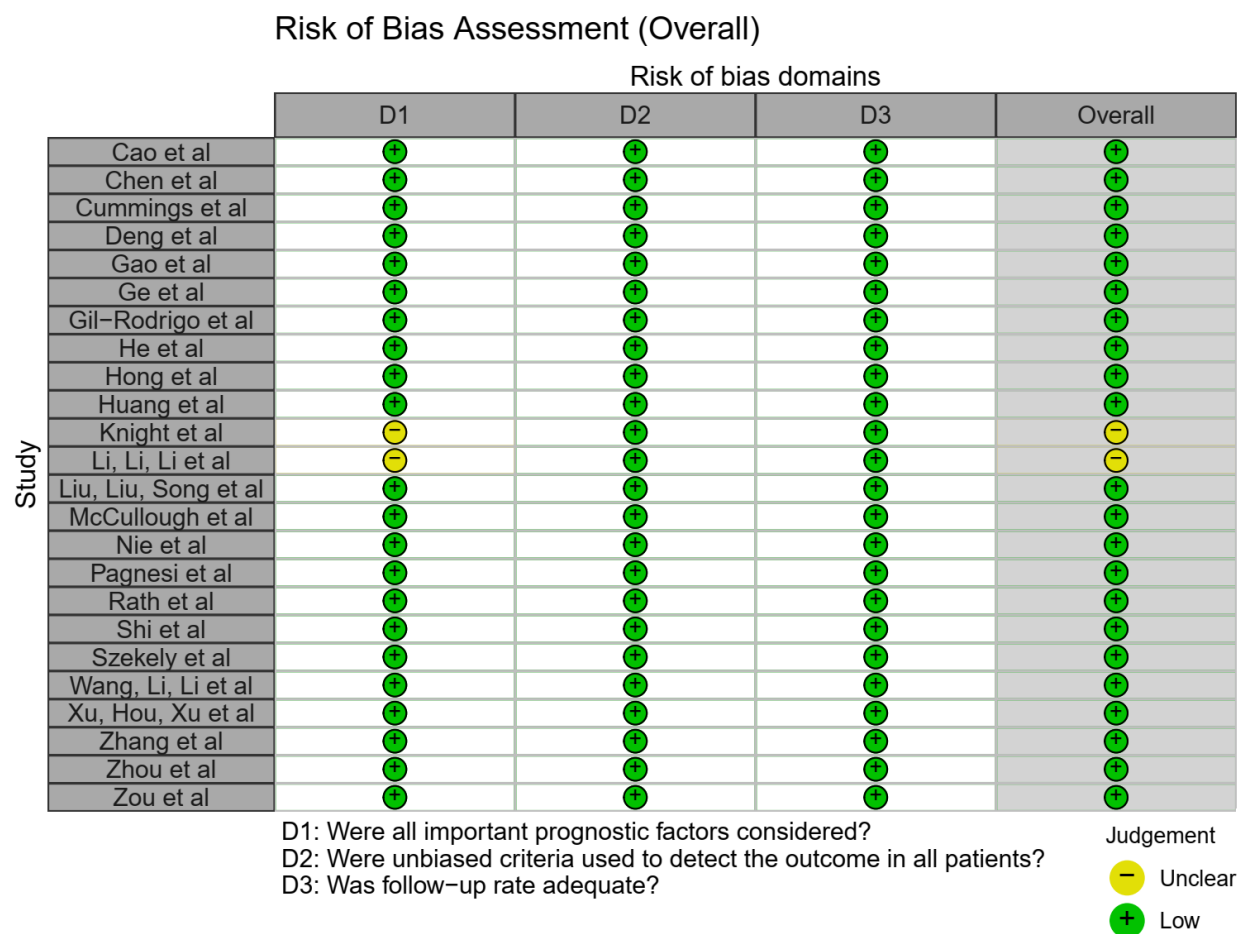 Risk of Bias Assessment (Overall)
Risk of bias domains
D1 D2 D3 Overall
Study
Cao et al + + + +
Chen et al + + + +
Cummings et al + + + +
Deng et al + + + +
Gao et al + + + +
Ge et al + + + +
Gil−Rodrigo et al + + + +
He et al + + + +
Hong et al + + + +
Huang et al + + + +
Knight et al − + + −
Li, Li, Li et al − + + −
Liu, Liu, Song et al + + + +
McCullough et al + + + +
Nie et al + + + +
Pagnesi et al + + + +
Rath et al + + + +
Shi et al + + + +
Szekely et al + + + +
Wang, Li, Li et al + + + +
Xu, Hou, Xu et al + + + +
Zhang et al + + + +
Zhou et al + + + +
Zou et al + + + +
D1: Were all important prognostic factors considered?
D2: Were unbiased criteria used to detect the outcome in all patients?
D3: Was follow−up rate adequate?
Judgement
− Unclear
+ Low